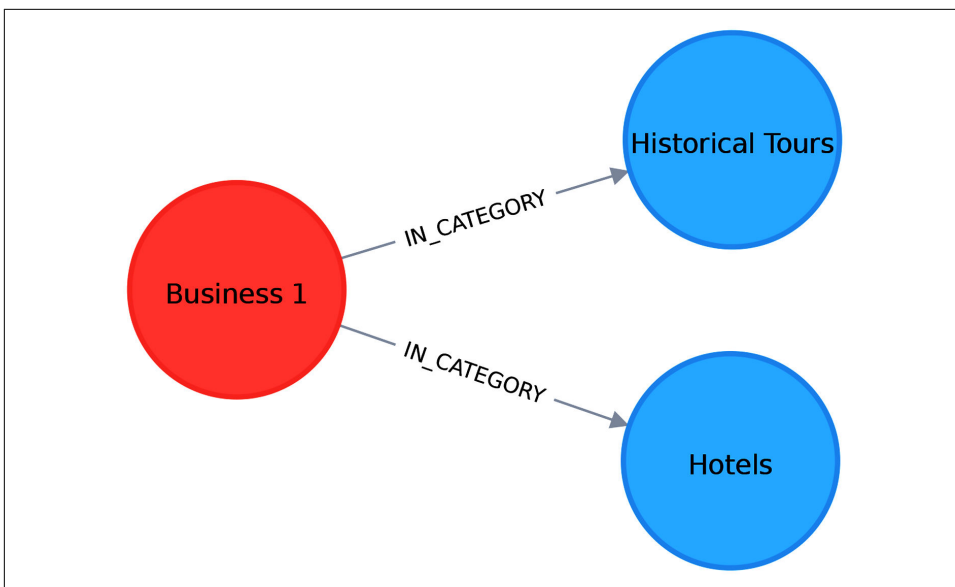 Historical Tours
IN_CATEGORY
Business 1
IN_CATEGORY
Hotels